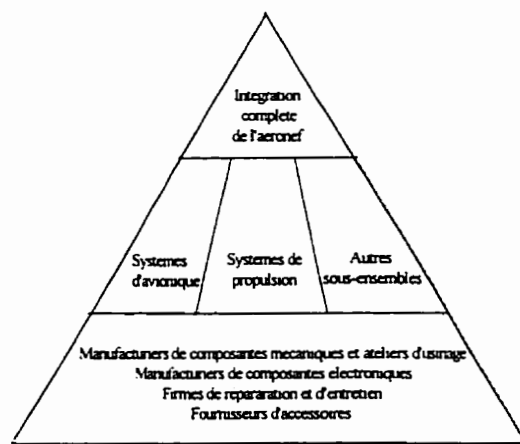 Integration
complete
de l'aeronef
Systemes
d'avionique
Systemes de
propulsion
Autres
sous-ensembles
Manufacturiers de composantes mecaniques et ateliers d'usinage
Manufacturiers de composantes electroniques
Firmes de reparation et d'entretien
Fournisseurs d'accessoires